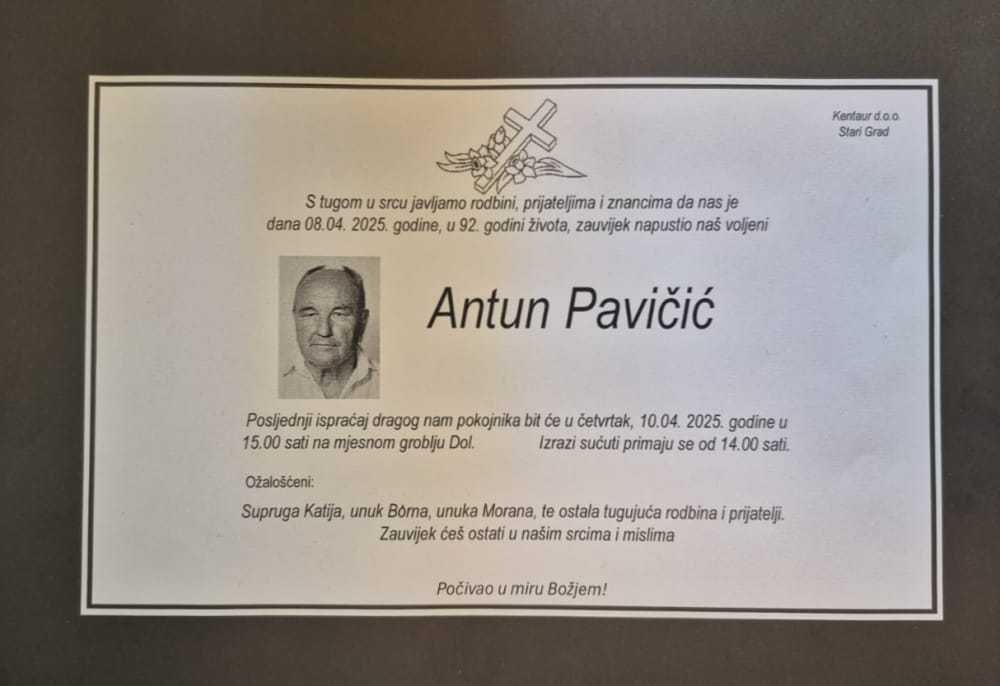 Kentaur d.o.o.
Stari Grad
S tugom u srcu javljamo rodbini, prijateljima i znancima da nas je
dana 08.04. 2025. godine, u 92. godini života, zauvijek napustio naš voljeni
Antun Pavičić
Posljednji ispraćaj dragog nam pokojnika bit će u četvrtak, 10.04. 2025. godine u
15.00 sati na mjesnom groblju Dol. Izrazi sućuti primaju se od 14.00 sati.
Ožalošćeni:
Supruga Katija, unuk Bôrna, unuka Morana, te ostala tugujuća rodbina i prijatelji.
Zauvijek ćeš ostati u našim srcima i mislima
Počivao u miru Božjem!